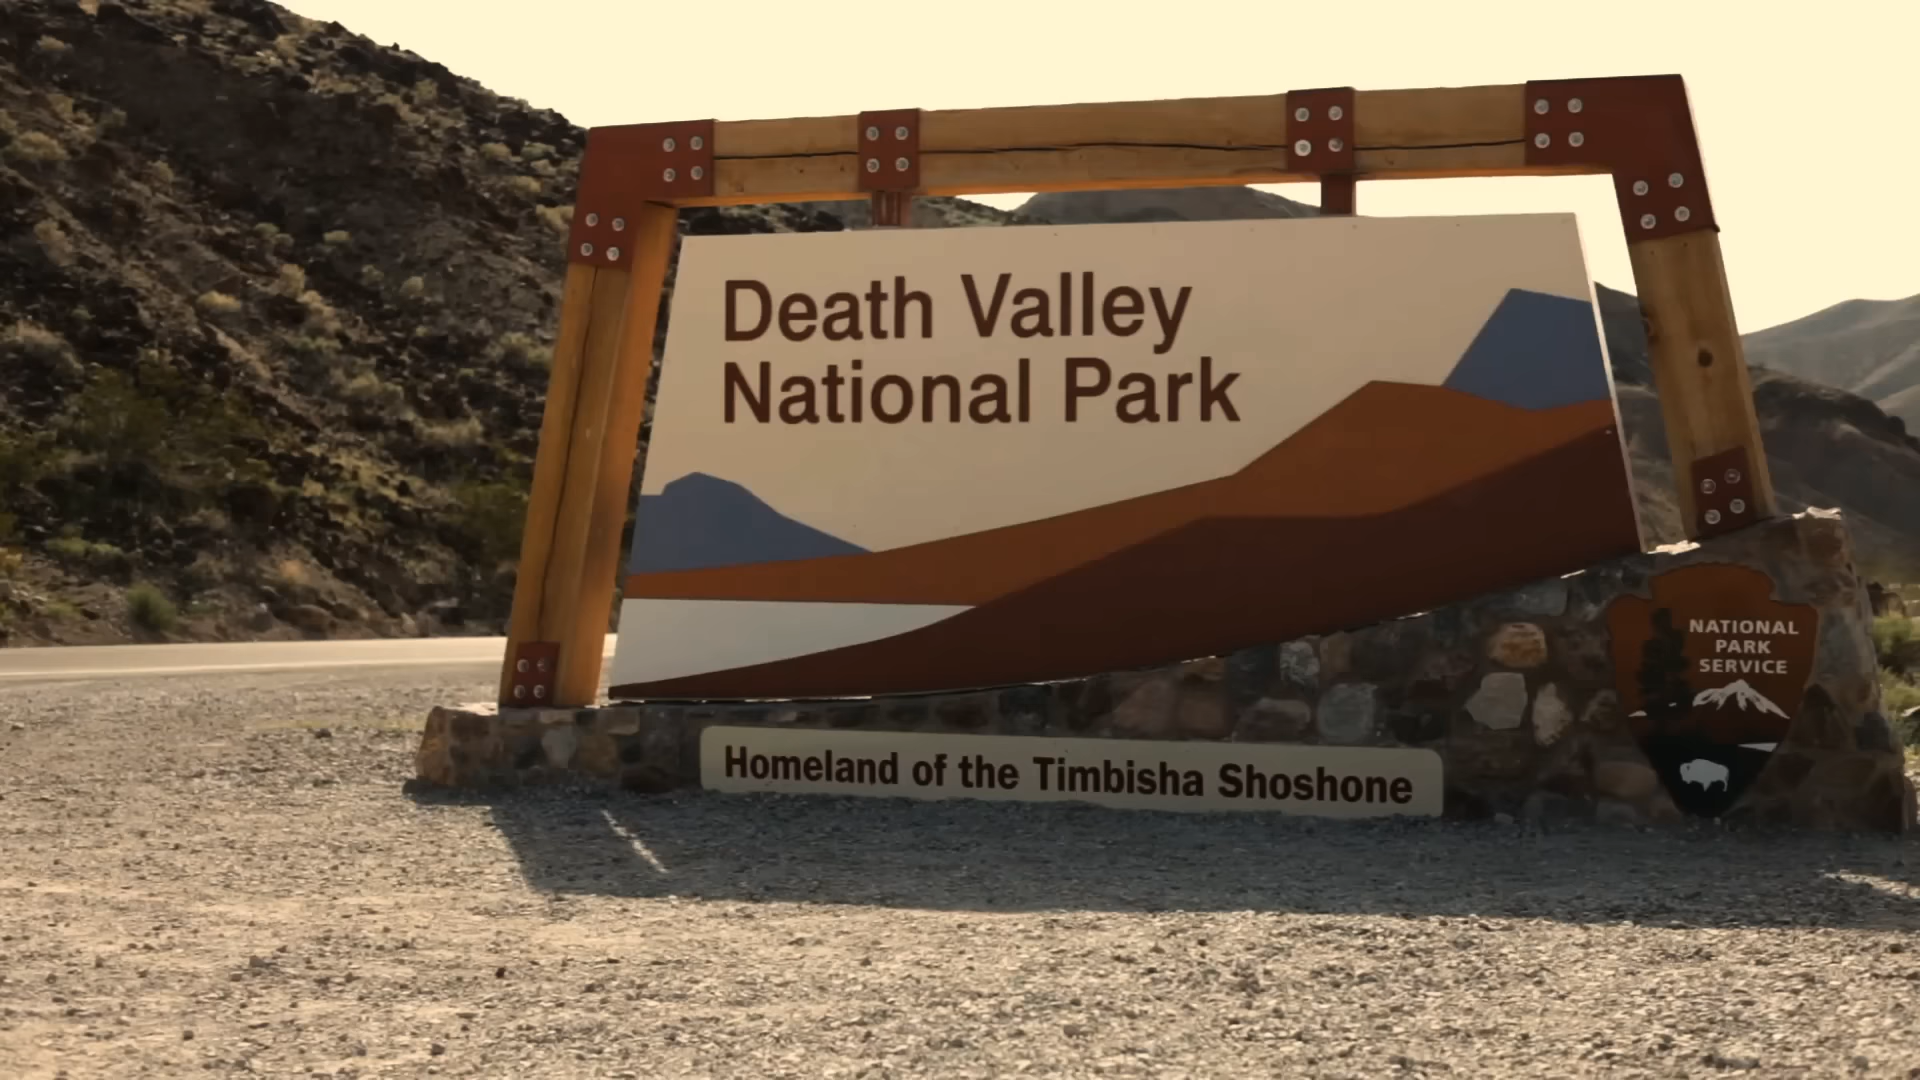 Death Valley
National Park
NATIONAL
PARK
SERVICE
Homeland of the Timbisha Shoshone